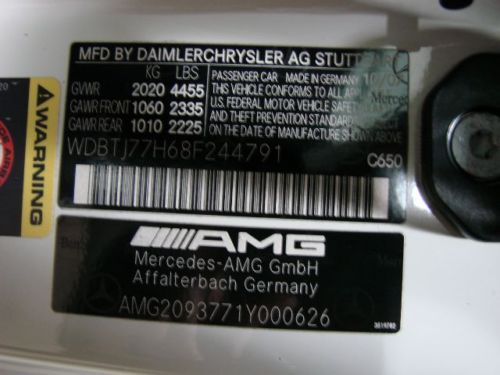 MFD BY DAIMLERCHRYSLER AG
KG LBS
GVWR 2020 4455
GAWR FRONT 1060 2335
GAWR REAR 1010 2225
PASSENGER CAR MADE IN GERMANY
THIS VEHICLE CONFORMS TO ALL
U.S. FEDERAL MOTOR VEHICLE SAFETY
AND THEFT PREVENTION STANDARDS
ON THE DATE OF MANUFACTURE SHOWN ABOVE
WDBTJ77H68F244791
C650
WARNING
AMG
Mercedes-AMG GmbH
Affalterbach Germany
AMG2093771Y000626